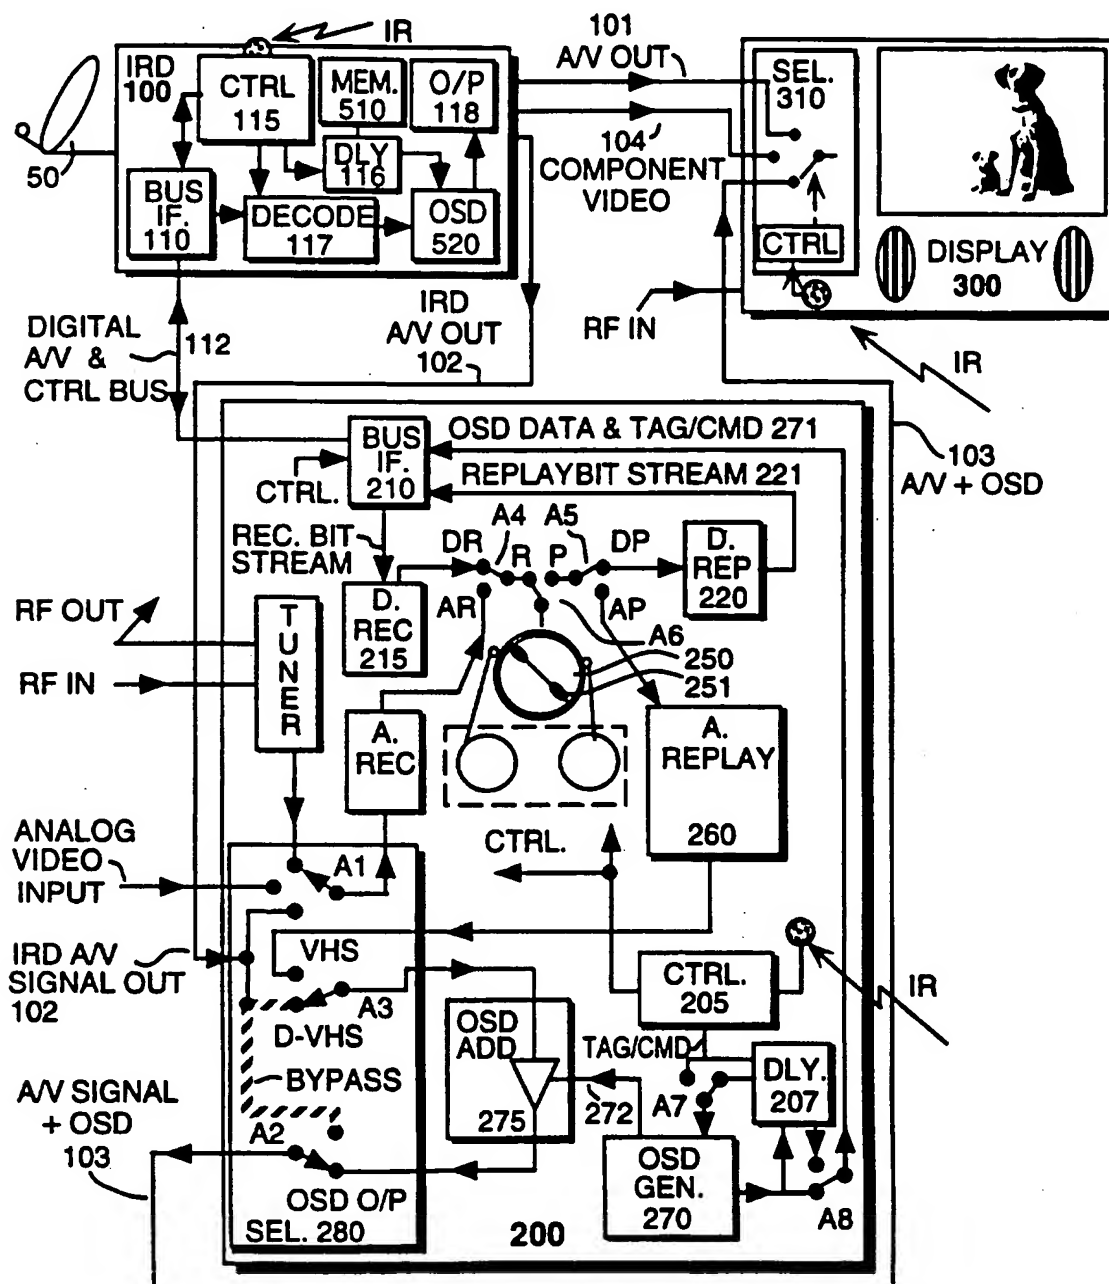 IR
101
A/V OUT
IRD
100
CTRL
115
MEM.
510
O/P
118
SEL.
310
50
BUS
IF.
110
DLY
116
DECODE
117
OSD
520
104
COMPONENT
VIDEO
CTRL
DISPLAY
300
RF IN
IR
DIGITAL
A/V &
CTRL BUS
112
IRD
A/V OUT
102
BUS
IF.
210
OSD DATA & TAG/CMD 271
REPLAYBIT STREAM 221
CTRL.
103
A/V + OSD
REC. BIT
STREAM
DR
A4
R
P
A5
DP
D.
REP
220
AR
AP
A6
D.
REC
215
RF OUT
RF IN
TUNER
250
251
A.
REC
A.
REPLAY
260
CTRL.
ANALOG
VIDEO
INPUT
A1
IRD A/V
SIGNAL OUT
102
VHS
A3
D-VHS
BYPASS
CTRL.
205
IR
OSD
ADD
275
TAG/CMD
272
A7
DLY.
207
A/V SIGNAL
+ OSD
103
A2
OSD O/P
SEL. 280
OSD
GEN.
270
A8
200